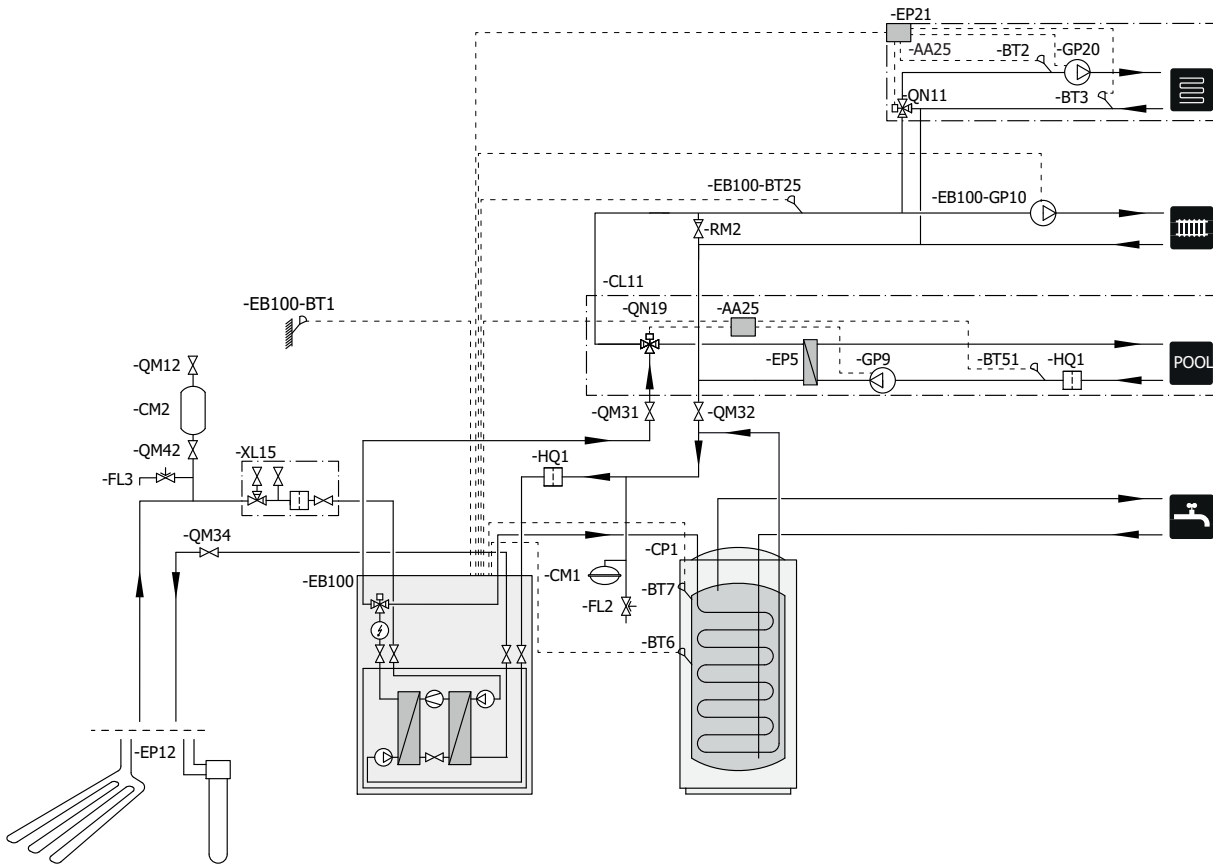 -EP21
-AA25
-BT2
-GP20
-QN11
-BT3
-EB100-BT25
-EB100-GP10
-RM2
-CL11
-EB100-BT1
-QN19
-AA25
-QM12
-EP5
-GP9
-BT51
-HQ1
POOL
-CM2
-QM31
-QM32
-QM42
-XL15
-HQ1
-FL3
-QM34
-CP1
-EB100
-CM1
-BT7
-FL2
-BT6
-EP12